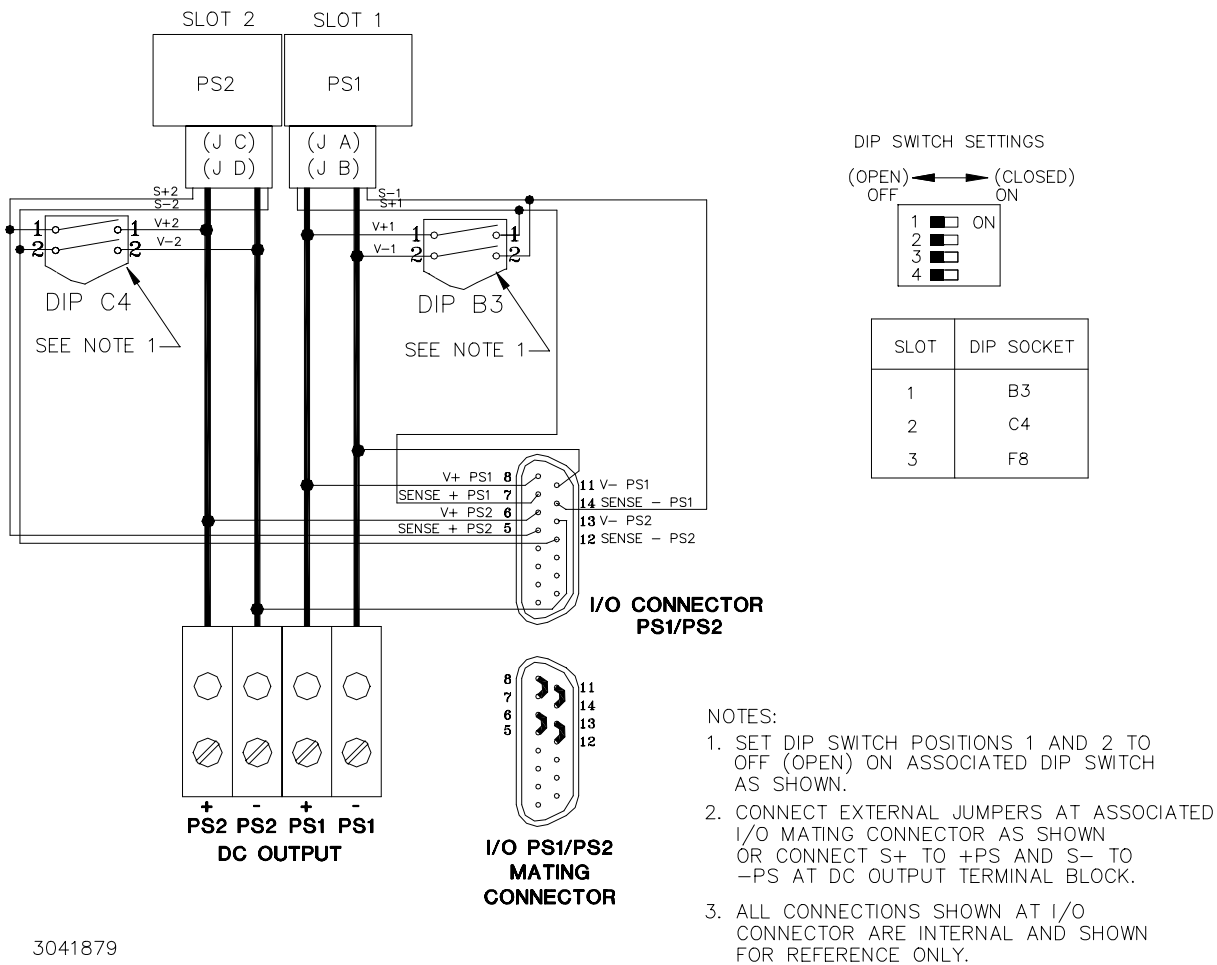 SLOT 2
SLOT 1
PS2
PS1
(J C)
(J D)
(J A)
(J B)
S+2
S-2
S-1
S+1
V+2
V-2
V+1
V-1
1
2
1
2
1
2
1
2
DIP C4
DIP B3
SEE NOTE 1
SEE NOTE 1
DIP SWITCH SETTINGS
(OPEN) (CLOSED)
OFF ON
1 ON
2
3
4
SLOT DIP SOCKET
1 B3
2 C4
3 F8
V+ PS1 8
SENSE + PS1 7
V+ PS2 6
SENSE + PS2 5
11 V- PS1
14 SENSE - PS1
13 V- PS2
12 SENSE - PS2
I/O CONNECTOR
PS1/PS2
8
7
6
5
11
14
13
12
I/O PS1/PS2
MATING
CONNECTOR
+ - + -
PS2 PS2 PS1 PS1
DC OUTPUT
NOTES:
1. SET DIP SWITCH POSITIONS 1 AND 2 TO
OFF (OPEN) ON ASSOCIATED DIP SWITCH
AS SHOWN.
2. CONNECT EXTERNAL JUMPERS AT ASSOCIATED
I/O MATING CONNECTOR AS SHOWN
OR CONNECT S+ TO +PS AND S- TO
-PS AT DC OUTPUT TERMINAL BLOCK.
3. ALL CONNECTIONS SHOWN AT I/O
CONNECTOR ARE INTERNAL AND SHOWN
FOR REFERENCE ONLY.
3041879